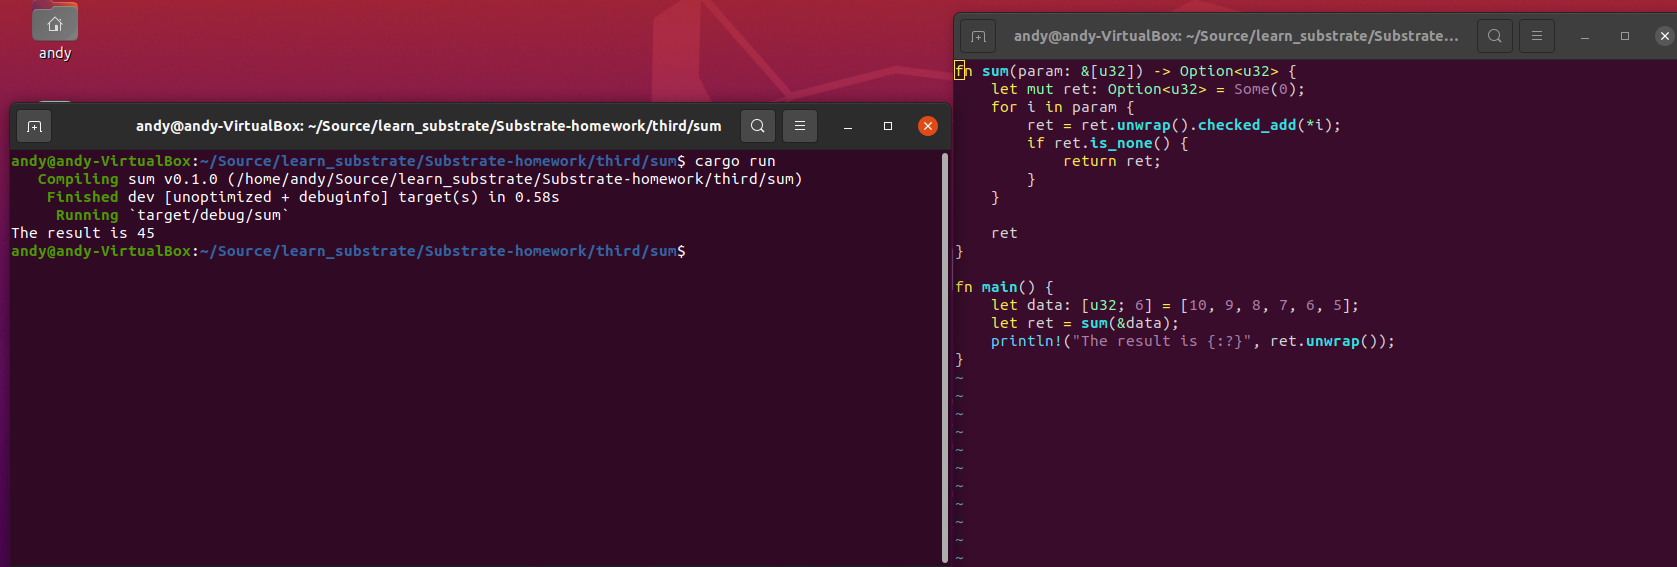 andy
andy@andy-VirtualBox: ~/Source/learn_substrate/Substrate-homework/third/sum
andy@andy-VirtualBox:~/Source/learn_substrate/Substrate-homework/third/sum$ cargo run
   Compiling sum v0.1.0 (/home/andy/Source/learn_substrate/Substrate-homework/third/sum)
    Finished dev [unoptimized + debuginfo] target(s) in 0.58s
     Running `target/debug/sum`
The result is 45
andy@andy-VirtualBox:~/Source/learn_substrate/Substrate-homework/third/sum$
andy@andy-VirtualBox: ~/Source/learn_substrate/Substrate...
fn sum(param: &[u32]) -> Option<u32> {
    let mut ret: Option<u32> = Some(0);
    for i in param {
        ret = ret.unwrap().checked_add(*i);
        if ret.is_none() {
            return ret;
        }
    }
    ret
}
fn main() {
    let data: [u32; 6] = [10, 9, 8, 7, 6, 5];
    let ret = sum(&data);
    println!("The result is {:?}", ret.unwrap());
}
~
~
~
~
~
~
~
~
~
~
~